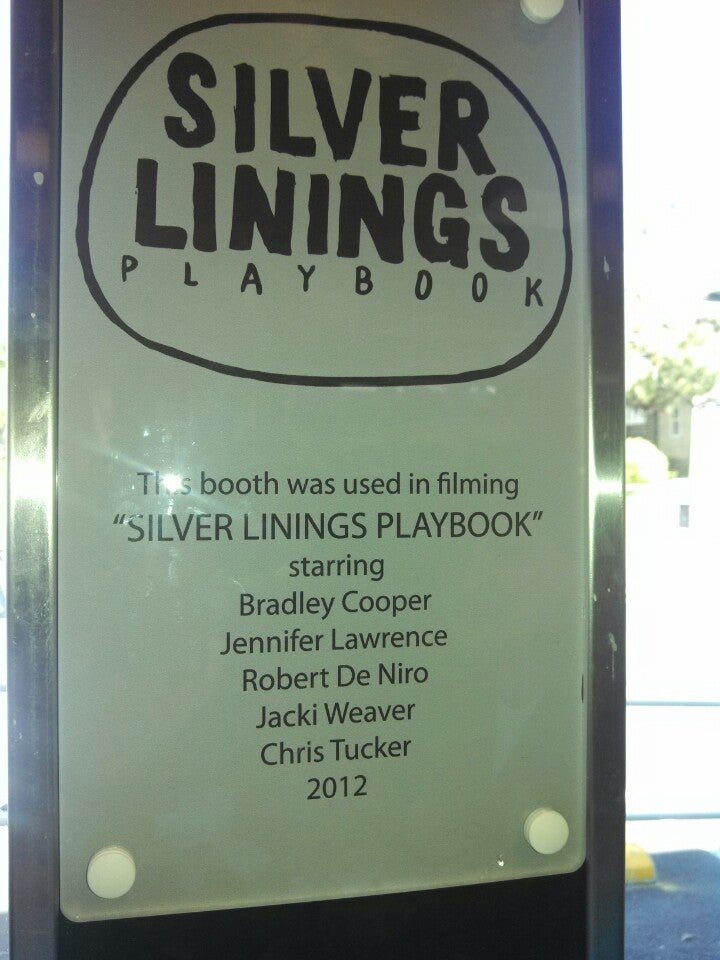 SILVER
LININGS
PLAYBOOK
This booth was used in filming
“SILVER LININGS PLAYBOOK”
starring
Bradley Cooper
Jennifer Lawrence
Robert De Niro
Jacki Weaver
Chris Tucker
2012